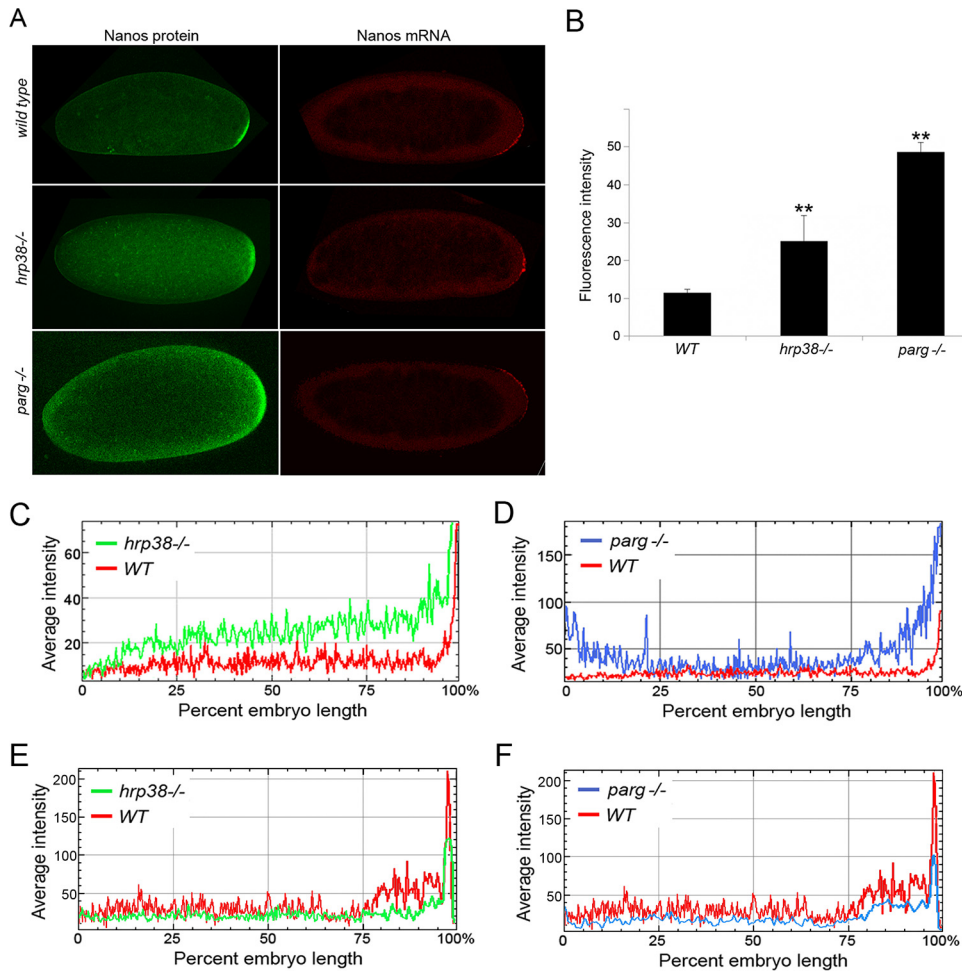 A
Nanos protein
Nanos mRNA
wild type
hrp38-/-
parg -/-
B
Fluorescence intensity
50
40
30
20
10
0
**
**
WT
hrp38-/-
parg -/-
C
Average intensity
60
40
20
hrp38-/-
WT
0
25
50
75
100%
Percent embryo length
D
Average intensity
150
100
50
parg -/-
WT
0
25
50
75
100%
Percent embryo length
E
Average intensity
200
150
100
50
hrp38-/-
WT
0
25
50
75
100%
Percent embryo length
F
Average intensity
200
150
100
50
parg -/-
WT
0
25
50
75
100%
Percent embryo length